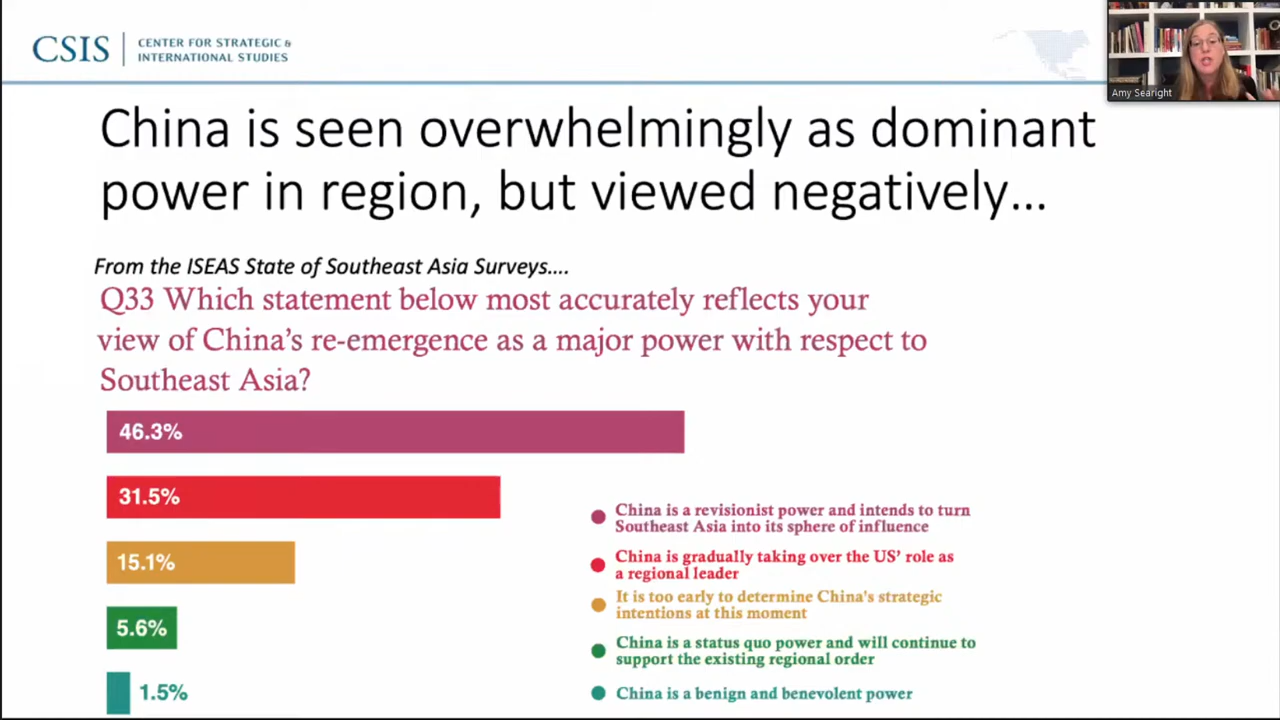 CSIS
CENTER FOR STRATEGIC &
INTERNATIONAL STUDIES
Amy Searight
China is seen overwhelmingly as dominant
power in region, but viewed negatively...
From the ISEAS State of Southeast Asia Surveys....
Q33 Which statement below most accurately reflects your
view of China's re-emergence as a major power with respect to
Southeast Asia?
46.3%
31.5%
15.1%
5.6%
1.5%
China is a revisionist power and intends to turn
Southeast Asia into its sphere of influence
China is gradually taking over the US' role as
a regional leader
It is too early to determine China's strategic
intentions at this moment
China is a status quo power and will continue to
support the existing regional order
China is a benign and benevolent power